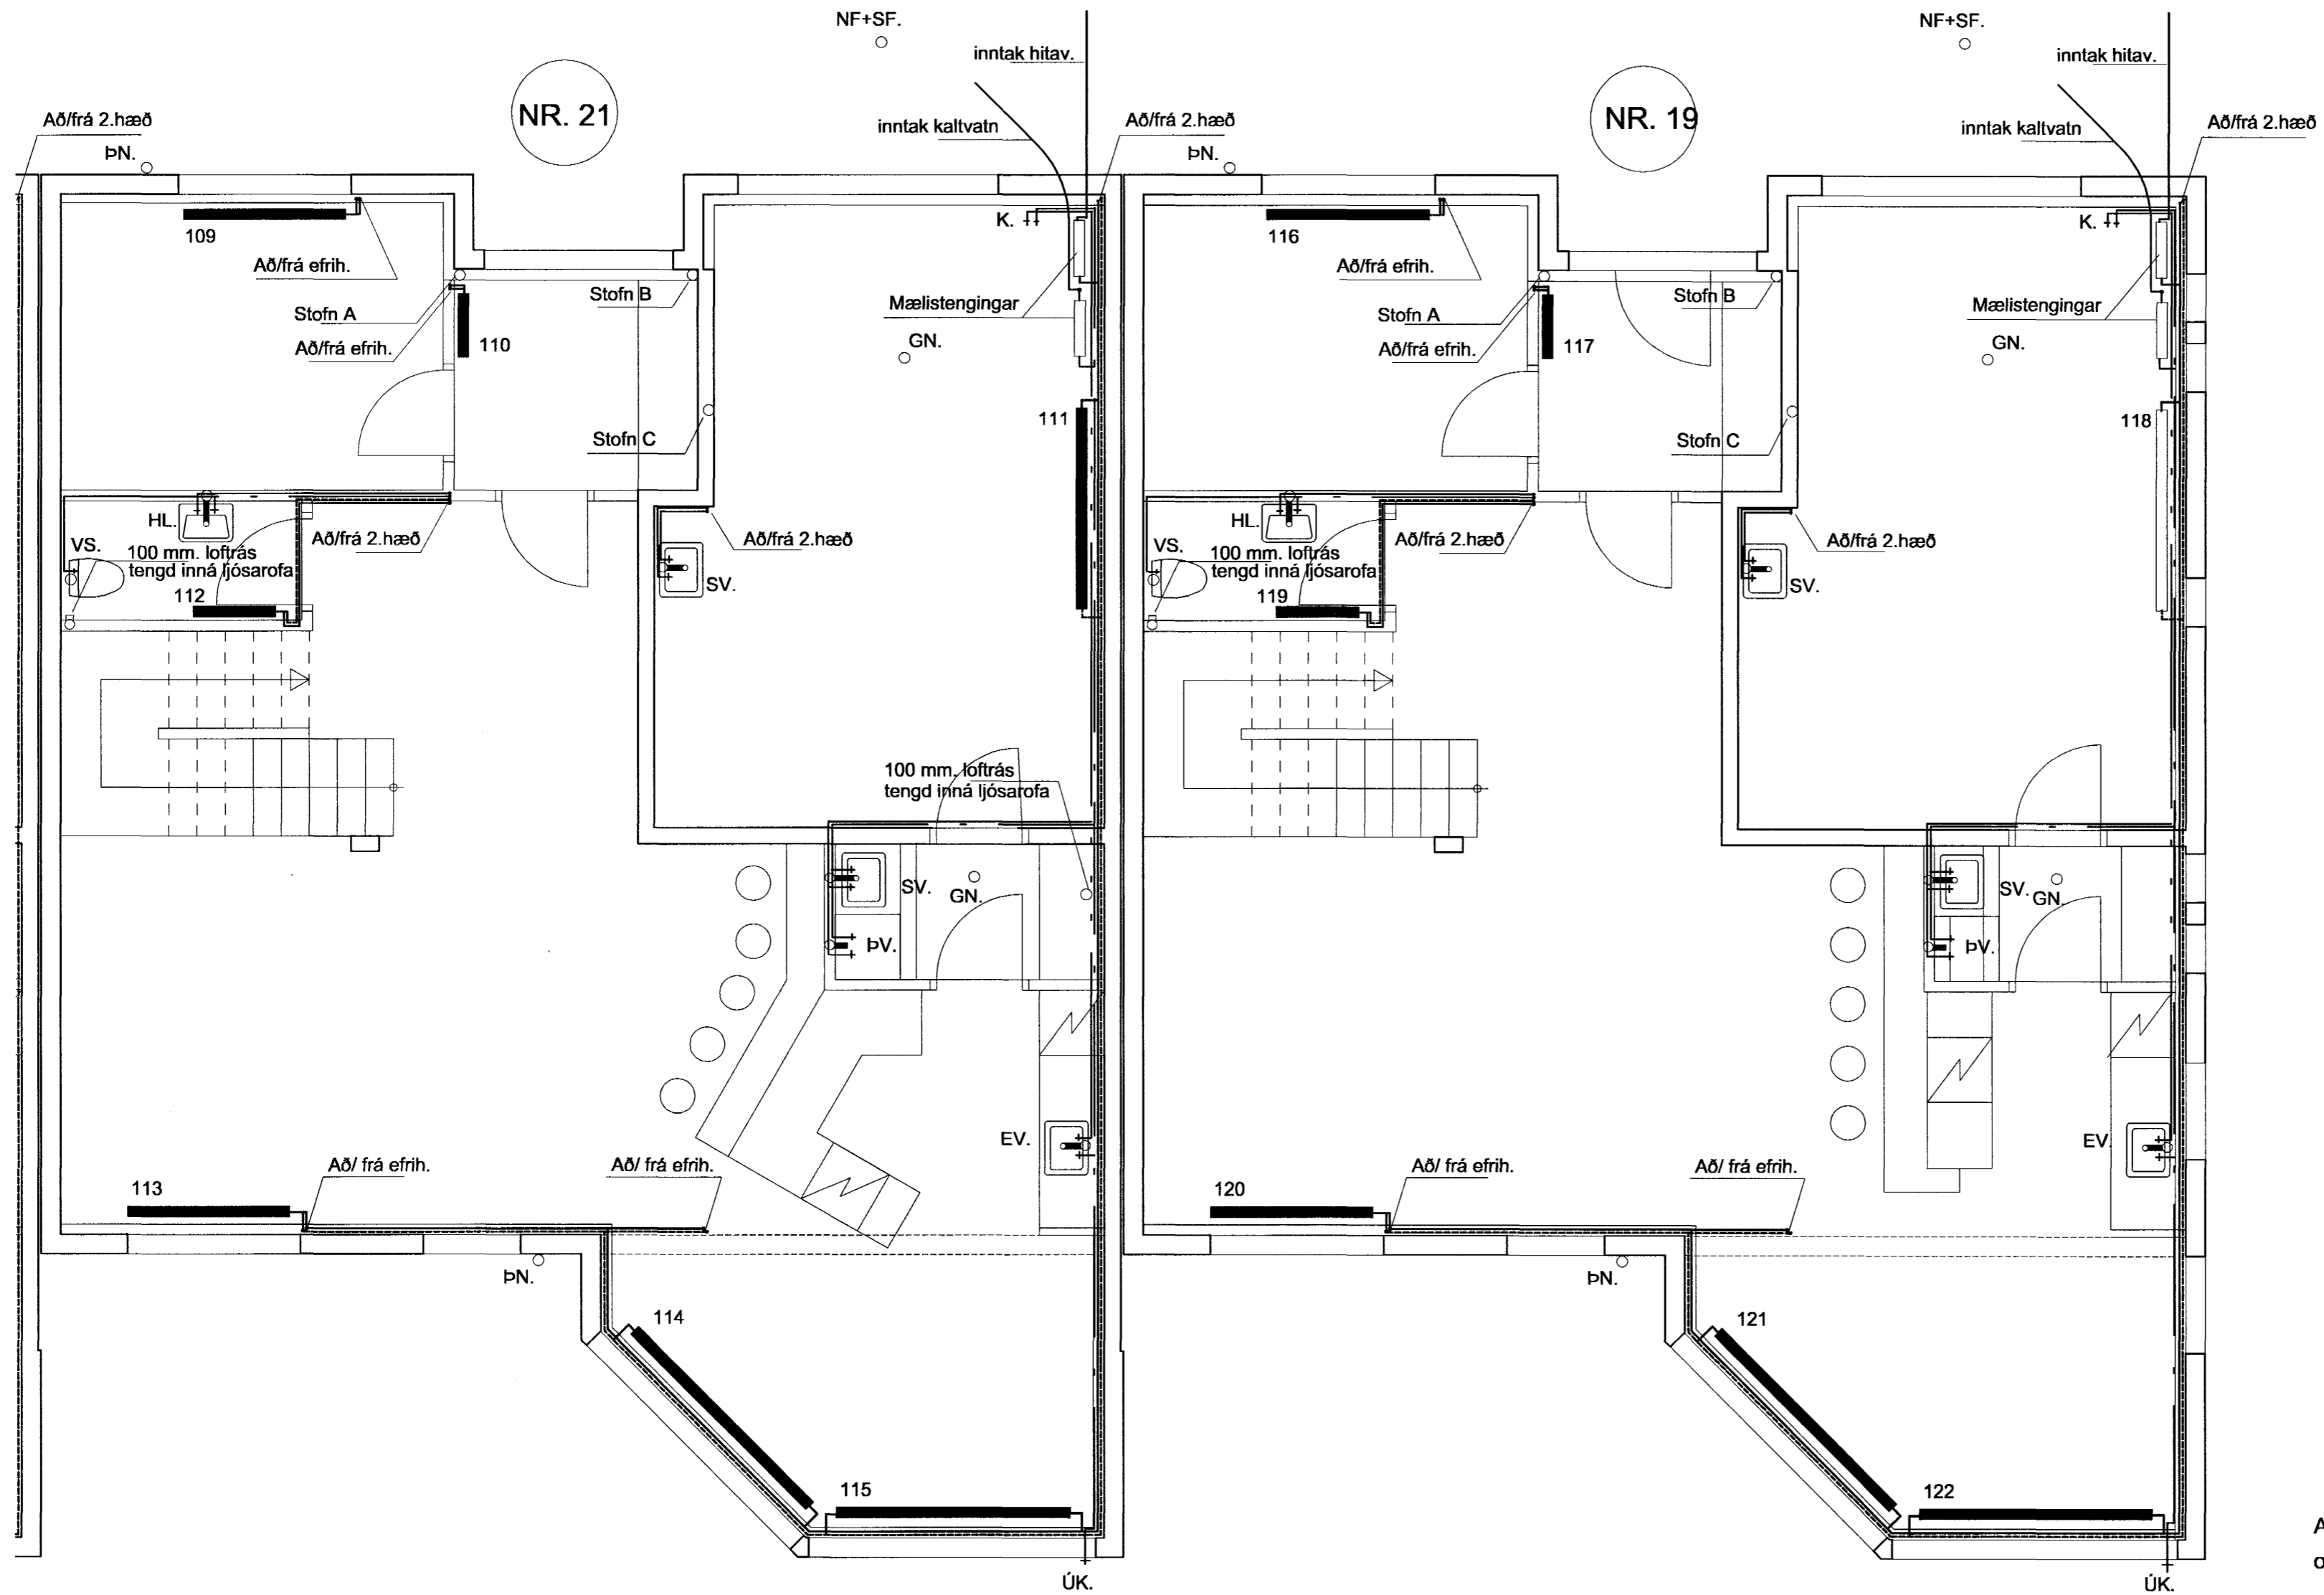 NF+SF.
inntak hitav.
NR. 21
inntak kaltvatn
Að/frá 2.hæð
ÞN.
Að/frá 2.hæð
109
Að/frá efrih.
Stofn A
Að/frá efrih.
Stofn B
110
K.
Mælistengingar
GN.
111
Stofn C
HL.
VS.
100 mm. loftrás
tengd inná ljósarofa
112
Að/frá 2.hæð
Að/frá 2.hæð
SV.
100 mm. loftrás
tengd inná ljósarofa
SV.
GN.
ÞV.
EV.
113
Að/ frá efrih.
Að/ frá efrih.
ÞN.
114
115
ÚK.
NF+SF.
inntak hitav.
NR. 19
inntak kaltvatn
Að/frá 2.hæð
ÞN.
116
Að/frá efrih.
Stofn A
Að/frá efrih.
Stofn B
117
K.
Mælistengingar
GN.
118
Stofn C
HL.
VS.
100 mm. loftrás
tengd inná ljósarofa
119
Að/frá 2.hæð
Að/frá 2.hæð
SV.
SV.
GN.
ÞV.
EV.
120
Að/ frá efrih.
Að/ frá efrih.
ÞN.
121
122
ÚK.